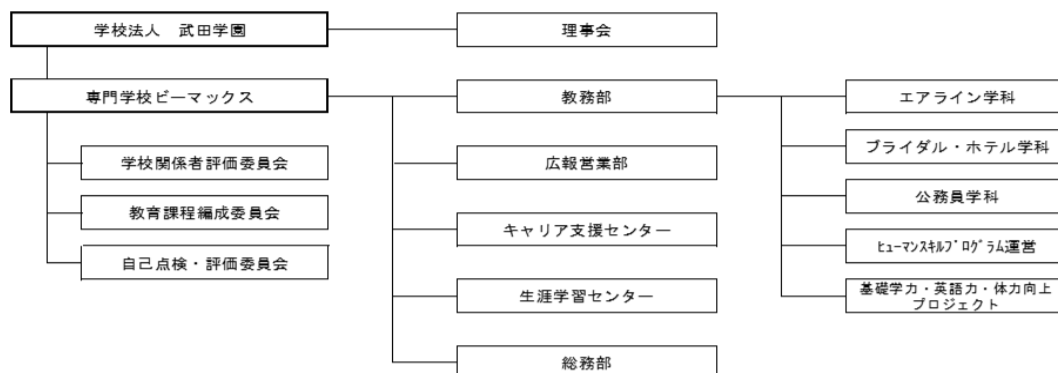 学校法人　武田学園
理事会
専門学校ビーマックス
教務部
エアライン学科
ブライダル・ホテル学科
学校関係者評価委員会
広報営業部
公務員学科
教育課程編成委員会
キャリア支援センター
ﾋｭｰﾏﾝｽｷﾙﾌﾟﾛｸﾞﾗﾑ運営
自己点検・評価委員会
生涯学習センター
基礎学力・英語力・体力向上
プロジェクト
総務部